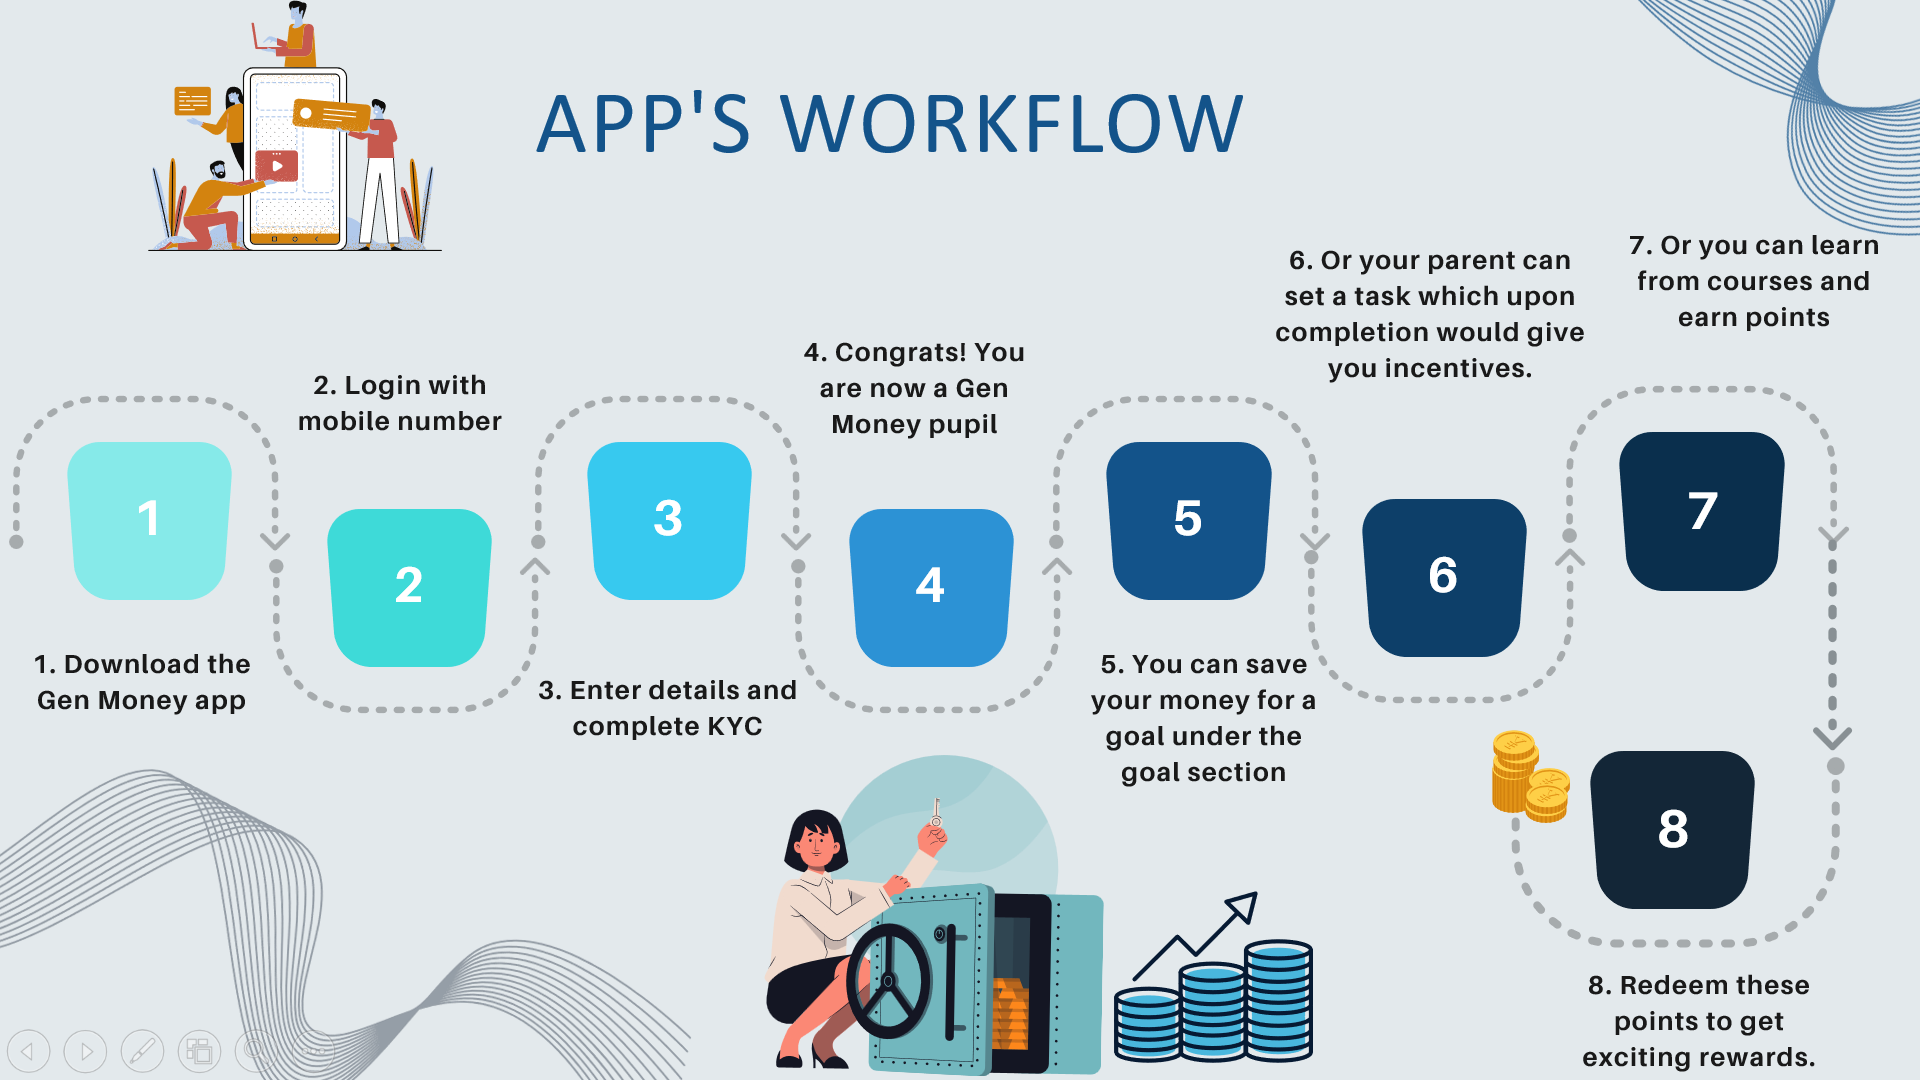 APP'S WORKFLOW
1
1. Download the
Gen Money app
2. Login with
mobile number
2
3
3. Enter details and
complete KYC
4. Congrats! You
are now a Gen
Money pupil
4
5
5. You can save
your money for a
goal under the
goal section
6. Or your parent can
set a task which upon
completion would give
you incentives.
6
7. Or you can learn
from courses and
earn points
7
8
8. Redeem these
points to get
exciting rewards.